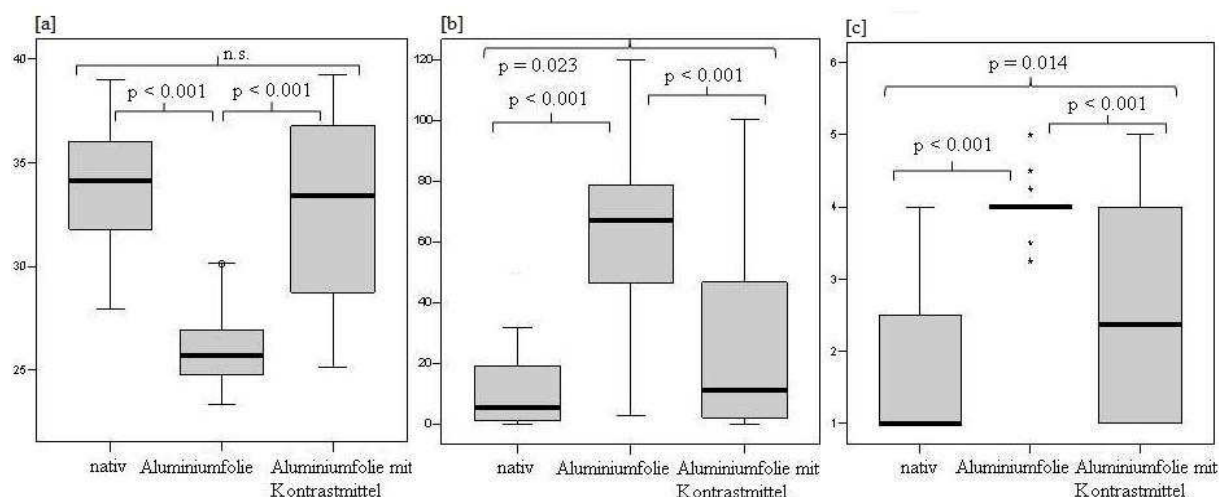 [a]
n.s.
p < 0.001
p < 0.001
40
35
30
25
nativ
Aluminiumfolie
Aluminiumfolie mit
Kontrastmittel
[b]
p = 0.023
p < 0.001
p < 0.001
120
100
80
60
40
20
0
nativ
Aluminiumfolie
Aluminiumfolie mit
Kontrastmittel
[c]
p = 0.014
p < 0.001
p < 0.001
6
5
4
3
2
1
nativ
Aluminiumfolie
Aluminiumfolie mit
Kontrastmittel